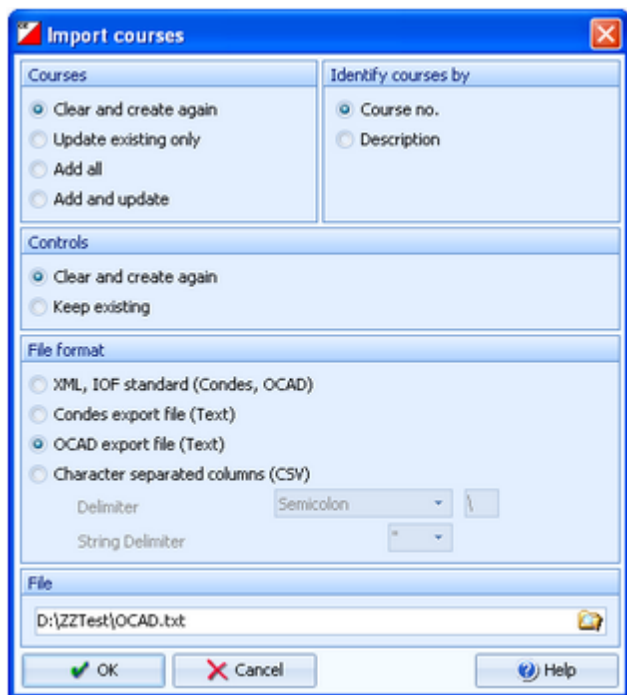 Import courses
Courses
Clear and create again
Update existing only
Add all
Add and update
Identify courses by
Course no.
Description
Controls
Clear and create again
Keep existing
File format
XML, IOF standard (Condes, OCAD)
Condes export file (Text)
OCAD export file (Text)
Character separated columns (CSV)
Delimiter Semicolon \
String Delimiter "
File
D:\ZZTest\OCAD.txt
OK Cancel Help